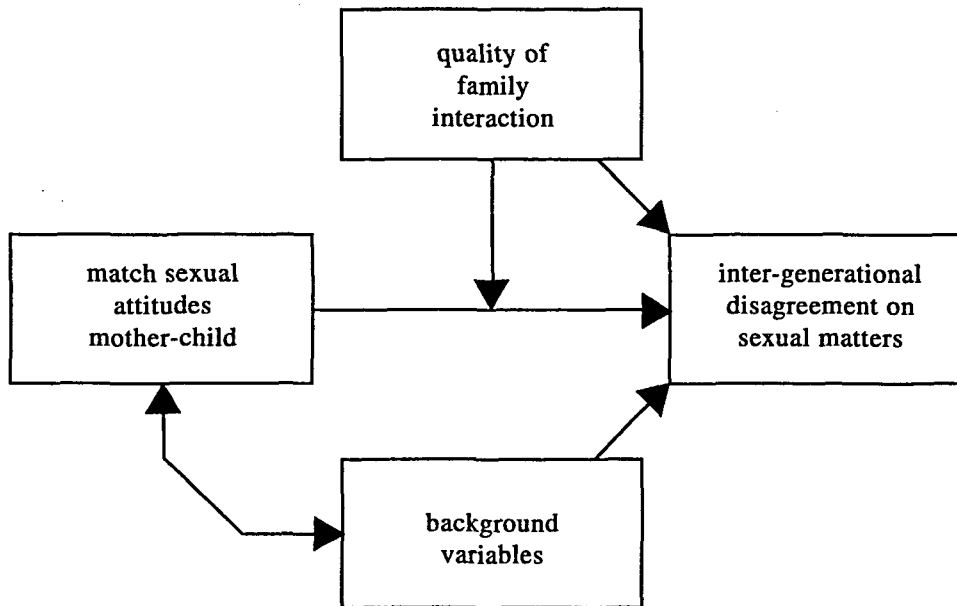 quality of
family
interaction
match sexual
attitudes
mother-child
inter-generational
disagreement on
sexual matters
background
variables